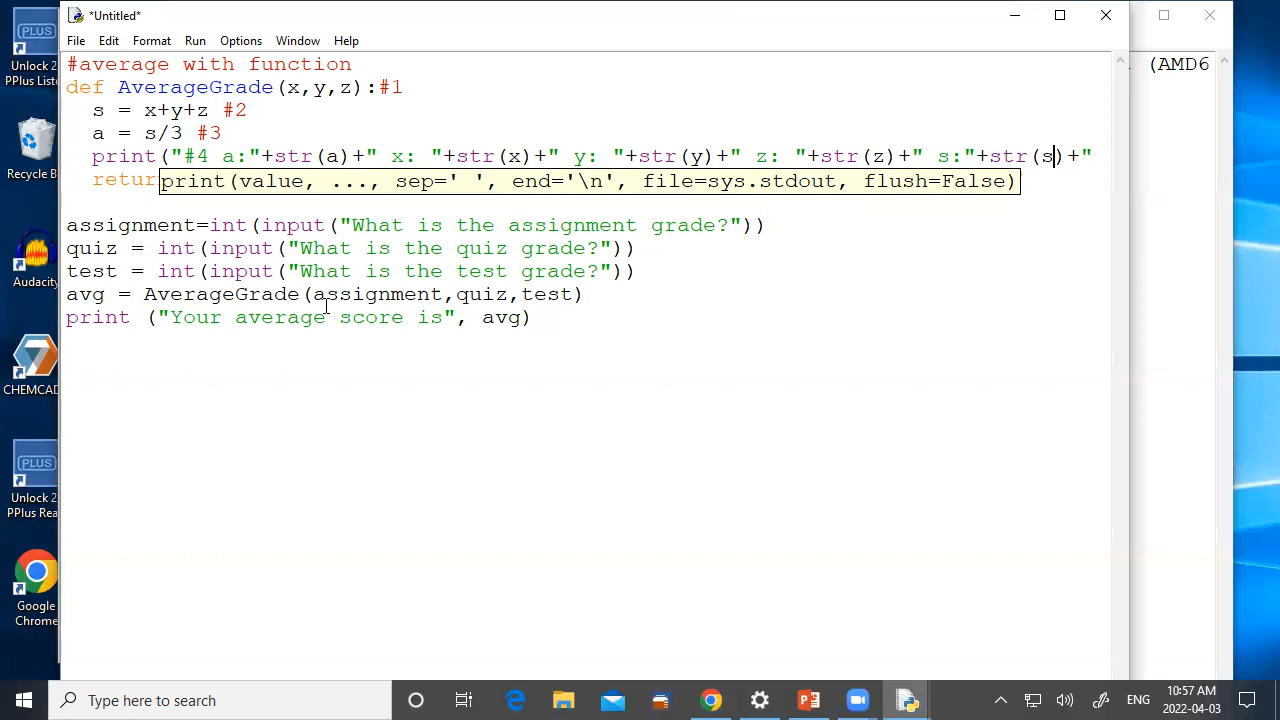 *Untitled*
File Edit Format Run Options Window Help
#average with function
def AverageGrade(x,y,z):#1
s = x+y+z #2
a = s/3 #3
print("#4 a:"+str(a)+" x: "+str(x)+" y: "+str(y)+" z: "+str(z)+" s:"+str(s)+"
retur
print(value, ..., sep=' ', end='\n', file=sys.stdout, flush=False)
assignment=int(input("What is the assignment grade?"))
quiz = int(input("What is the quiz grade?"))
test = int(input("What is the test grade?"))
avg = AverageGrade(assignment,quiz,test)
print ("Your average score is", avg)
(AMD6
PLUS
Unlock 2
PPlus Liste
Recycle B
Audacity
CHEMCAD
PLUS
Unlock 2
PPlus Rea
Google
Chrome
Type here to search
ENG
10:57 AM
2022-04-03